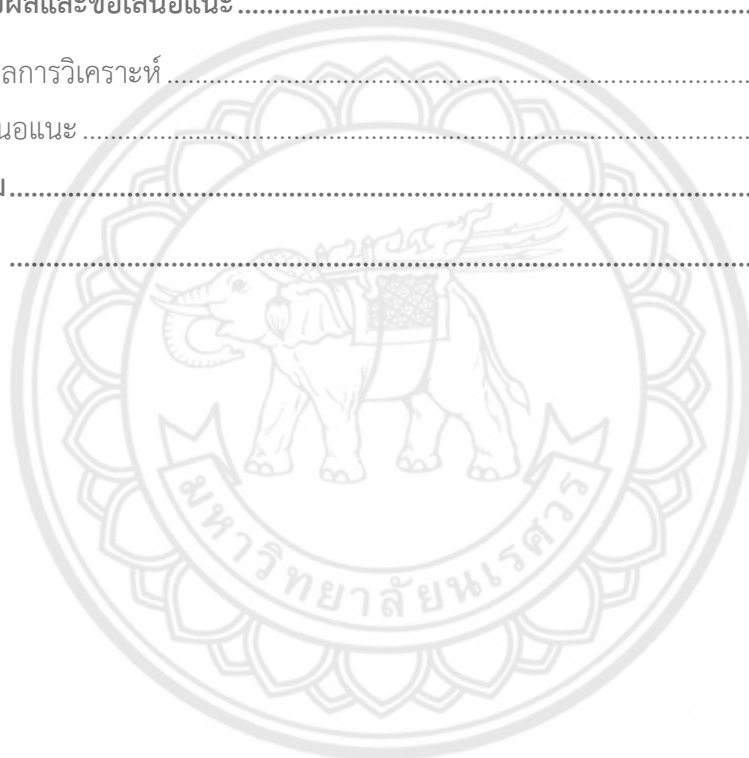 ผลและข้อเสนอแนะ........................................................................
ลการวิเคราะห์........................................................................
นอแนะ........................................................................
........................................................................
........................................................................
มหาวิทยาลัยนเรศวร